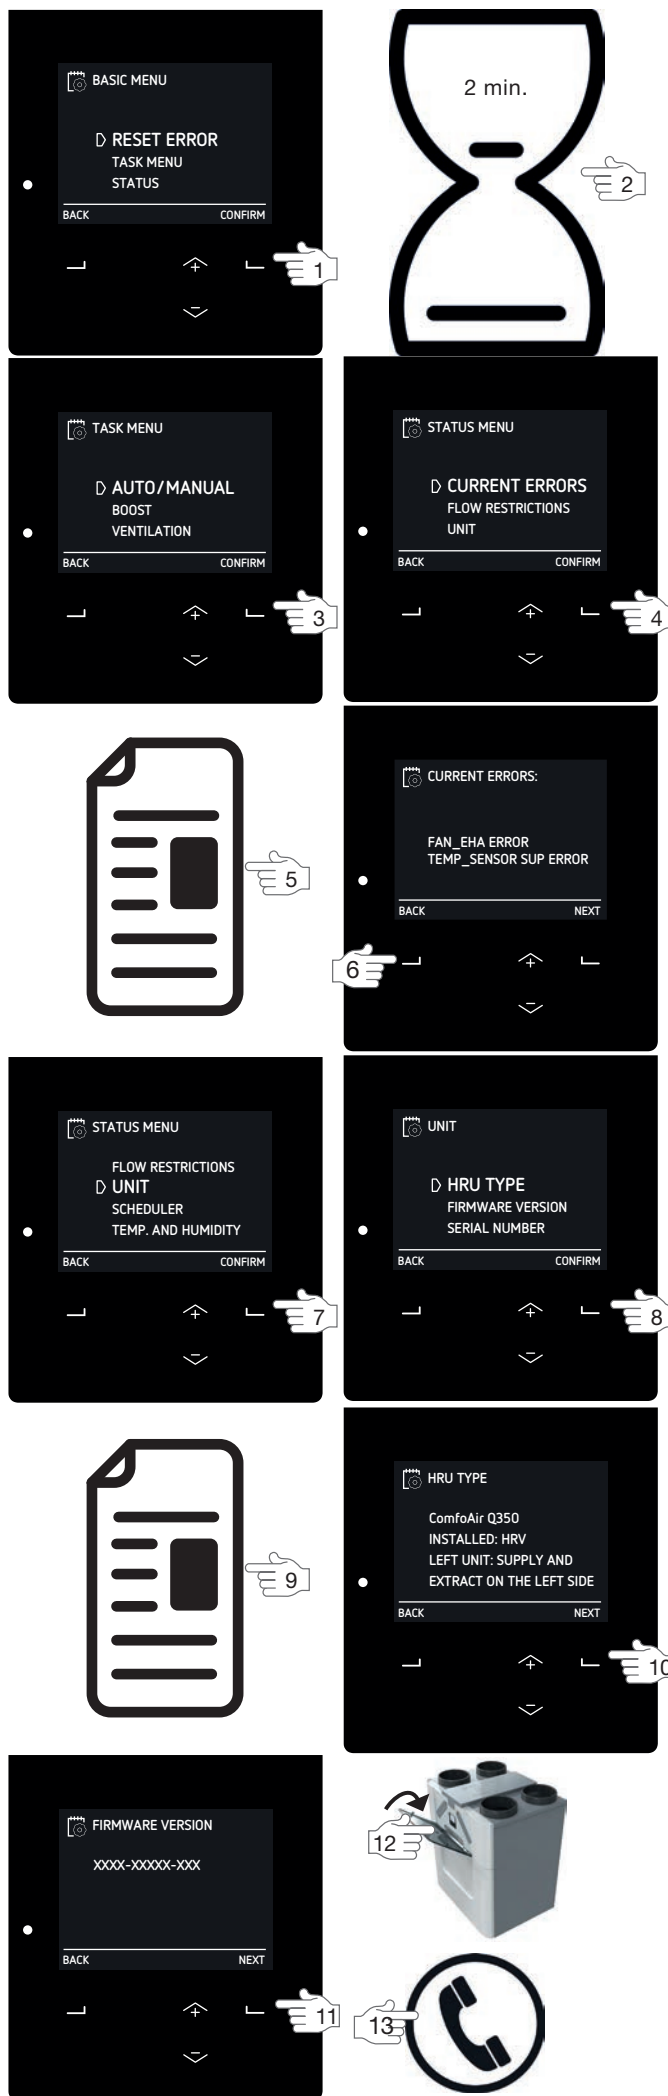 BASIC MENU
RESET ERROR
TASK MENU
STATUS
BACK CONFIRM
1
2 min.
2
TASK MENU
AUTO/MANUAL
BOOST
VENTILATION
BACK CONFIRM
3
STATUS MENU
CURRENT ERRORS
FLOW RESTRICTIONS
UNIT
BACK CONFIRM
4
5
CURRENT ERRORS:
FAN_EHA ERROR
TEMP_SENSOR SUP ERROR
BACK NEXT
6
STATUS MENU
FLOW RESTRICTIONS
UNIT
SCHEDULER
TEMP. AND HUMIDITY
BACK CONFIRM
7
UNIT
HRU TYPE
FIRMWARE VERSION
SERIAL NUMBER
BACK CONFIRM
8
9
HRU TYPE
ComfoAir Q350
INSTALLED: HRV
LEFT UNIT: SUPPLY AND
EXTRACT ON THE LEFT SIDE
BACK NEXT
10
FIRMWARE VERSION
XXXX-XXXXX-XXX
BACK NEXT
11
12
13